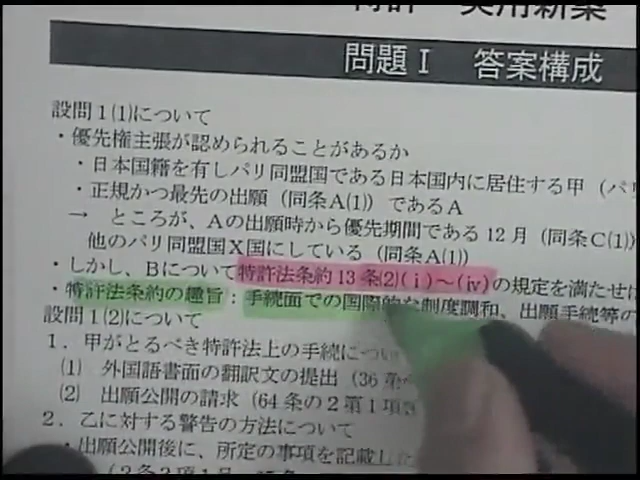 特許・実用新案
問題Ⅰ 答案構成
設問1(1)について
・優先権主張が認められることがあるか
・日本国籍を有しパリ同盟国である日本国内に居住する甲 (パリ
・正規かつ最先の出願 (同条A(1)) であるA
→ ところが、Aの出願時から優先期間である12月 (同条C(1))
他のパリ同盟国X国にしている (同条A(1))
・しかし、Bについて特許法条約13条(2)(ⅰ)～(ⅳ)の規定を満たせば
・特許法条約の趣旨：手続面での国際的な制度調和、出願手続等の
設問1(2)について
1．甲がとるべき特許法上の手続につい
(1) 外国語書面の翻訳文の提出 (36条
(2) 出願公開の請求 (64条の2第1項
2．乙に対する警告の方法について
・出願公開後に、所定の事項を記載した
(2条3項1号